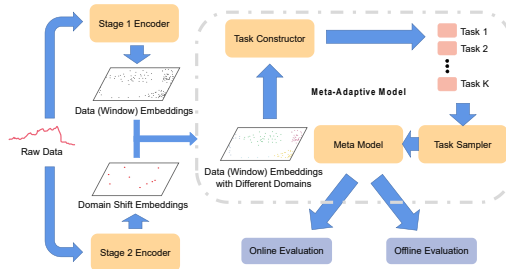 Stage 1 Encoder
Data (Window) Embeddings
Raw Data
Domain Shift Embeddings
Stage 2 Encoder
Task Constructor
Task 1
Task 2
Task K
Meta-Adaptive Model
Data (Window) Embeddings
with Different Domains
Meta Model
Task Sampler
Online Evaluation
Offline Evaluation